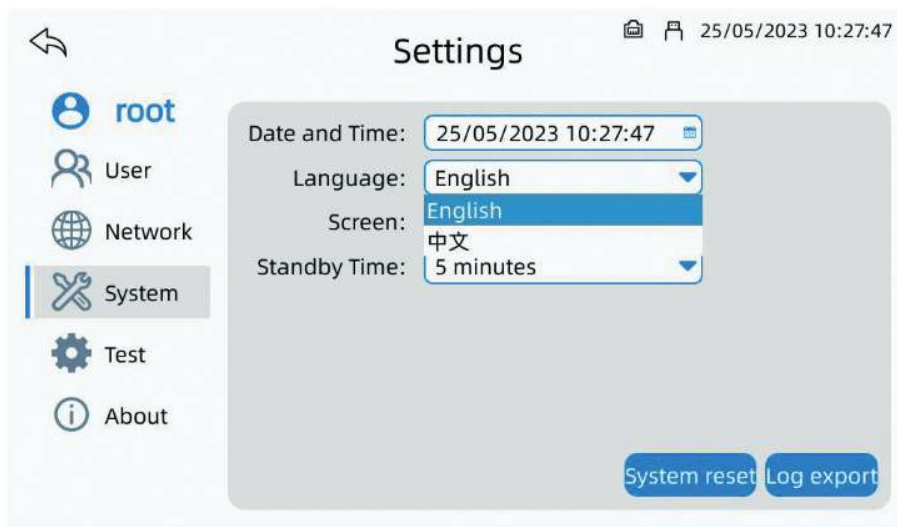 Settings
25/05/2023 10:27:47
root
User
Network
System
Test
About
Date and Time: 25/05/2023 10:27:47
Language: English
English
Screen:
中文
Standby Time: 5 minutes
System reset Log export